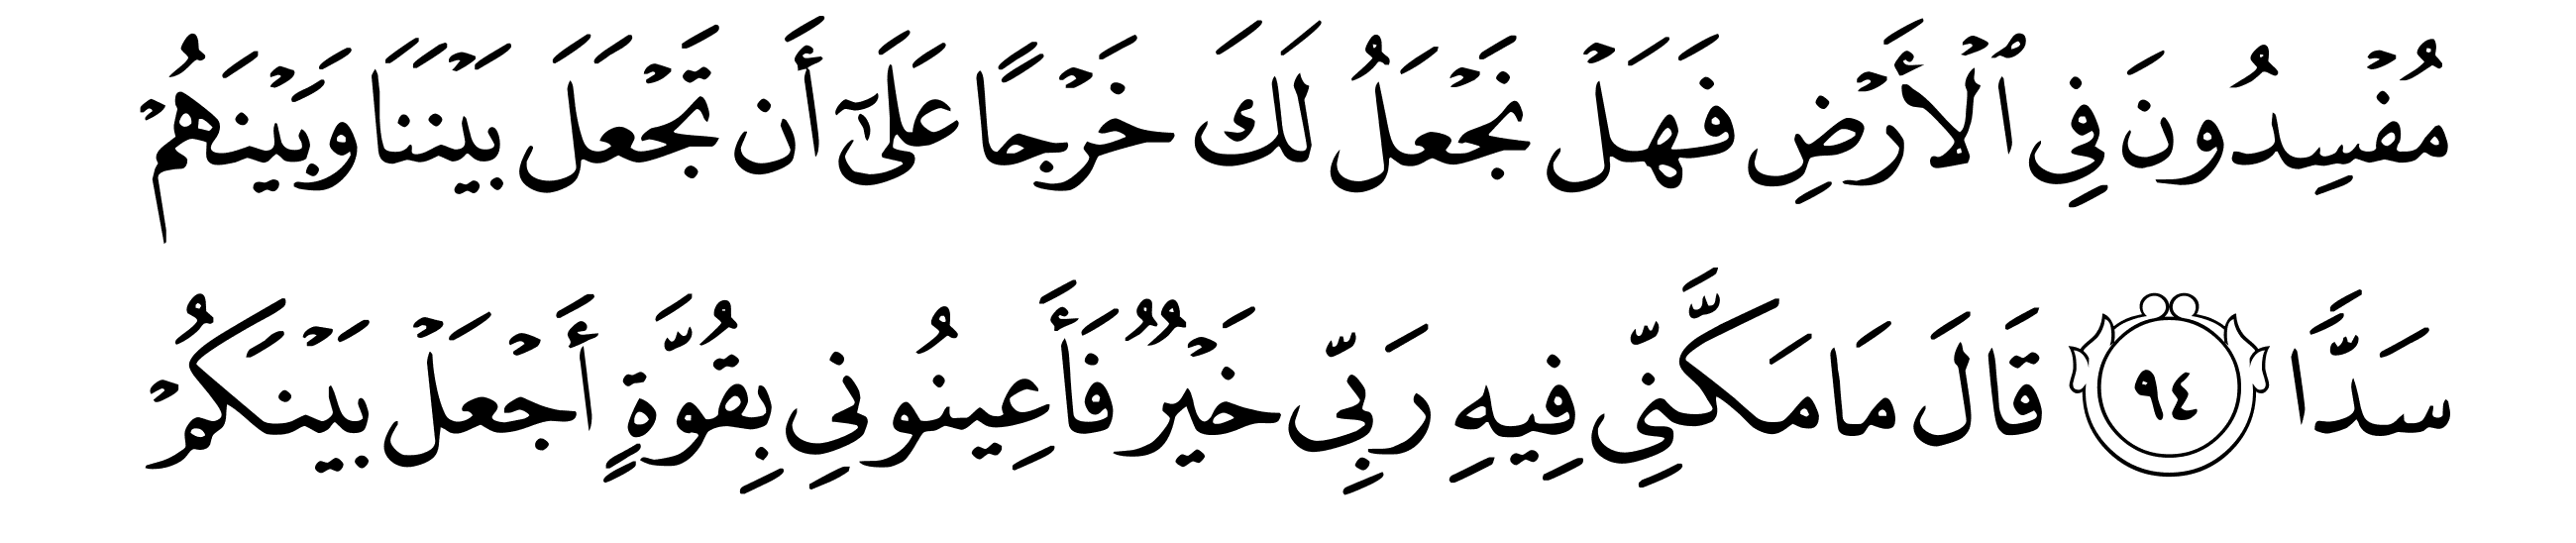 مُفۡسِدُونَ فِي ٱلۡأَرۡضِ فَهَلۡ نَجۡعَلُ لَكَ خَرۡجًا عَلَىٰٓ أَن تَجۡعَلَ بَيۡنَنَا وَبَيۡنَهُمۡ
سَدّٗا ٩٤ قَالَ مَا مَكَّنِّي فِيهِ رَبِّي خَيۡرٞ فَأَعِينُونِي بِقُوَّةٍ أَجۡعَلۡ بَيۡنَكُمۡ